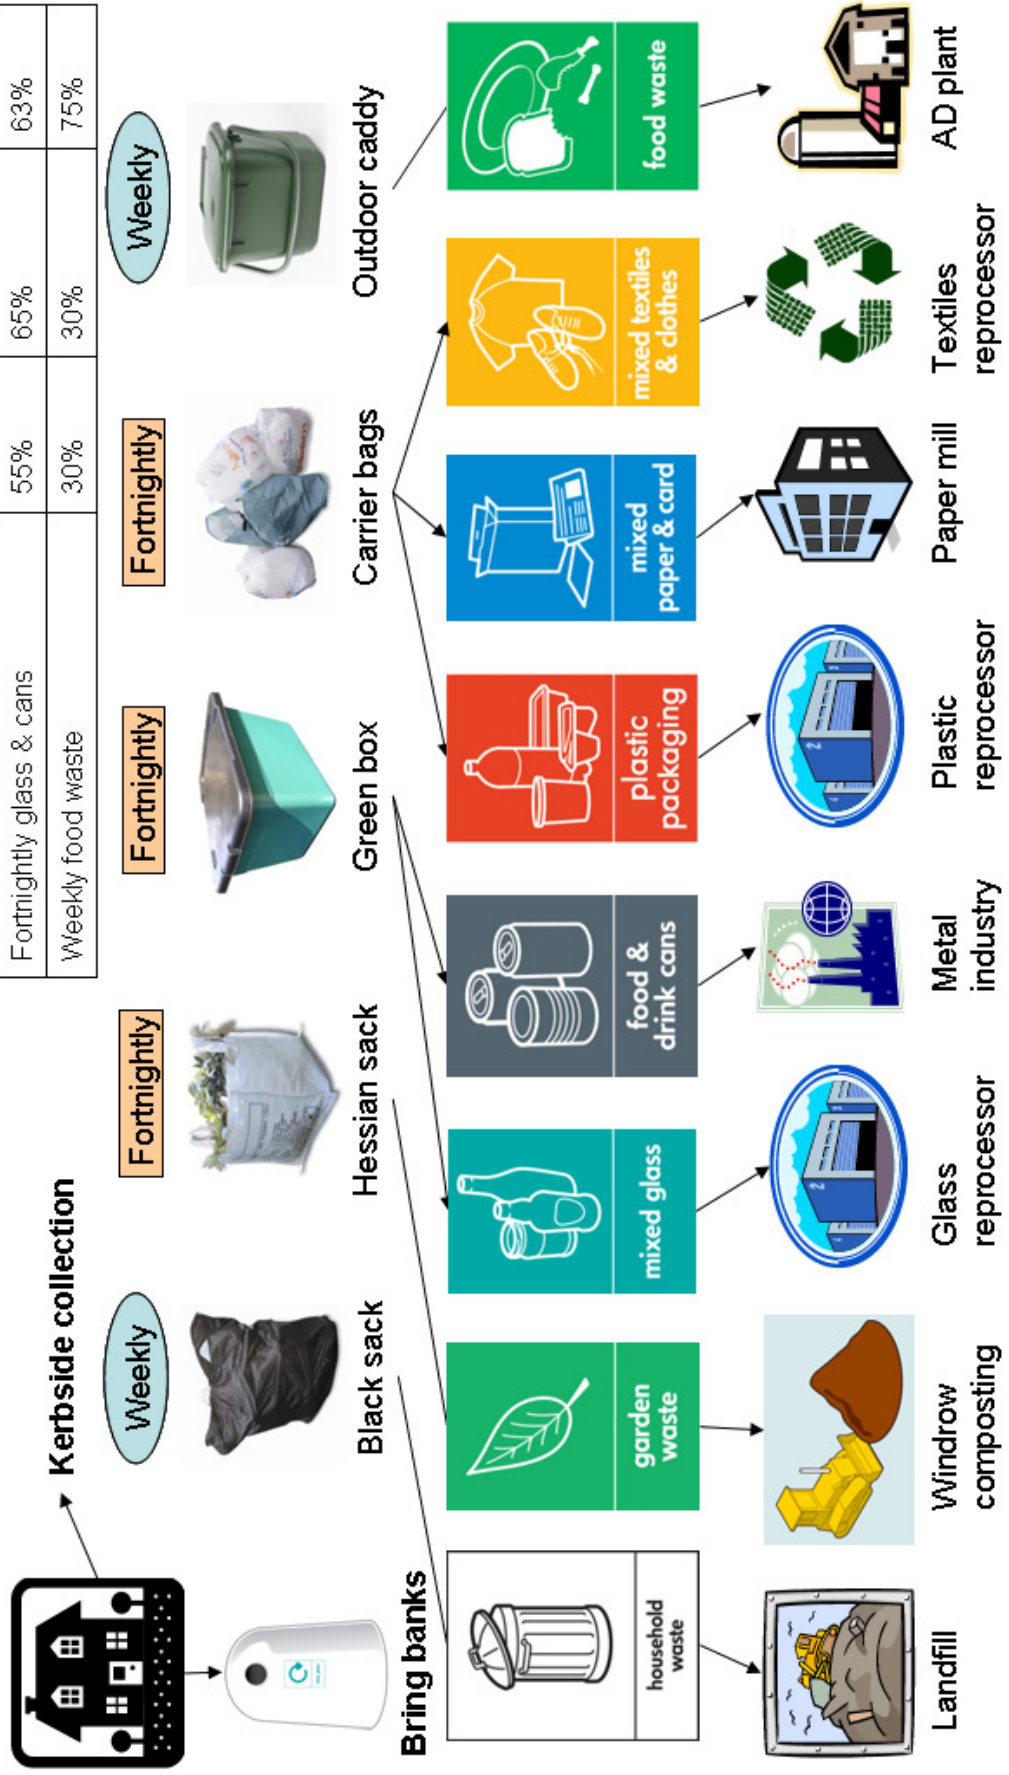 Fortnightly glass & cans 55% 65% 63%
Weekly food waste 30% 30% 75%
Kerbside collection
Weekly
Fortnightly
Fortnightly
Fortnightly
Weekly
Black sack
Hessian sack
Green box
Carrier bags
Outdoor caddy
Bring banks
household
waste
garden
waste
mixed glass
food &
drink cans
plastic
packaging
mixed
paper & card
mixed textiles
& clothes
food waste
Landfill
Windrow
composting
Glass
reprocessor
Metal
industry
Plastic
reprocessor
Paper mill
Textiles
reprocessor
AD plant